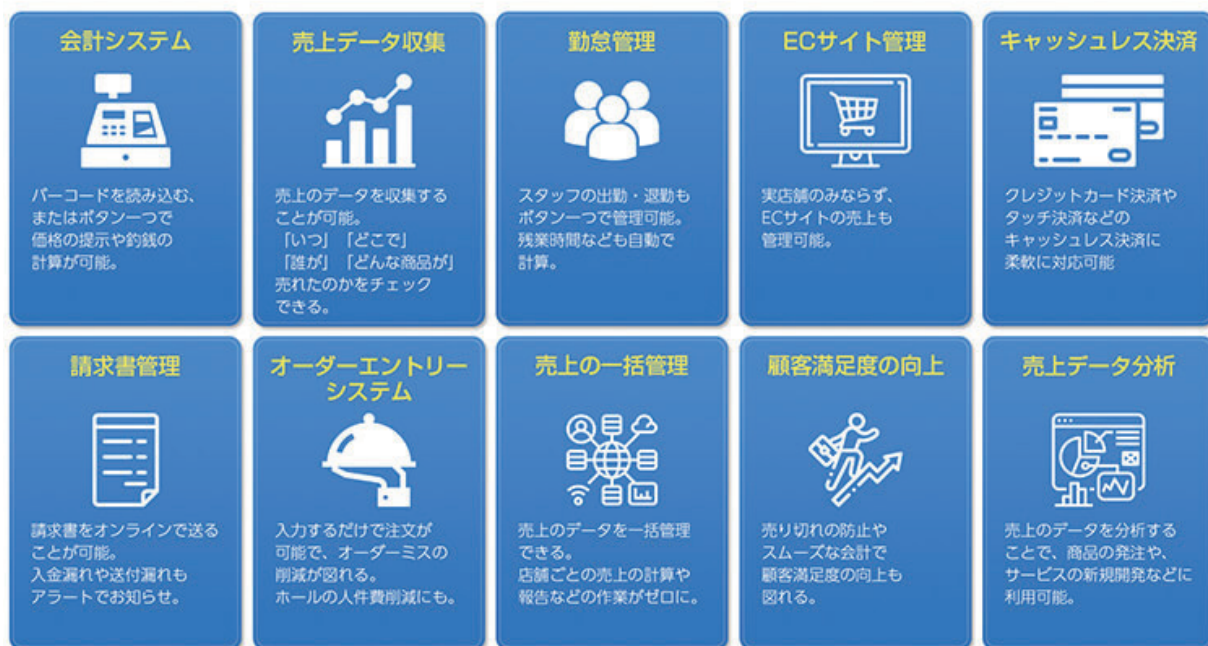 会計システム
バーコードを読み込む、
またはボタン一つで
価格の提示や釣銭の
計算が可能。
売上データ収集
売上のデータを収集する
ことが可能。
「いつ」「どこで」
「誰が」「どんな商品が」
売れたのかをチェック
できる。
勤怠管理
スタッフの出勤・退勤も
ボタン一つで管理可能。
残業時間なども自動で
計算。
ECサイト管理
実店舗のみならず、
ECサイトの売上も
管理可能。
キャッシュレス決済
クレジットカード決済や
タッチ決済などの
キャッシュレス決済に
柔軟に対応可能
請求書管理
請求書をオンラインで送る
ことが可能。
入金漏れや送付漏れも
アラートでお知らせ。
オーダーエントリー
システム
入力するだけで注文が
可能で、オーダーミスの
削減が図れる。
ホールの人件費削減にも。
売上の一括管理
売上のデータを一括管理
できる。
店舗ごとの売上の計算や
報告などの作業がゼロに。
顧客満足度の向上
売り切れの防止や
スムーズな会計で
顧客満足度の向上も
図れる。
売上データ分析
売上のデータを分析する
ことで、商品の発注や、
サービスの新規開発などに
利用可能。